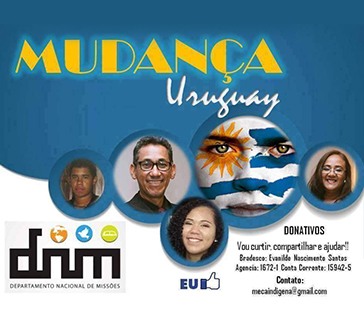 MUDANÇA
Uruguay
dnm
DEPARTAMENTO NACIONAL DE MISSÕES
DONATIVOS
Vou curtir, compartilhar e ajudar!!
Bradesco: Evanildo Nascimento Santos
Agencia: 1672-1 Conta Corrente: 15942-5
Contato:
mecaindigena@gmail.com
EU